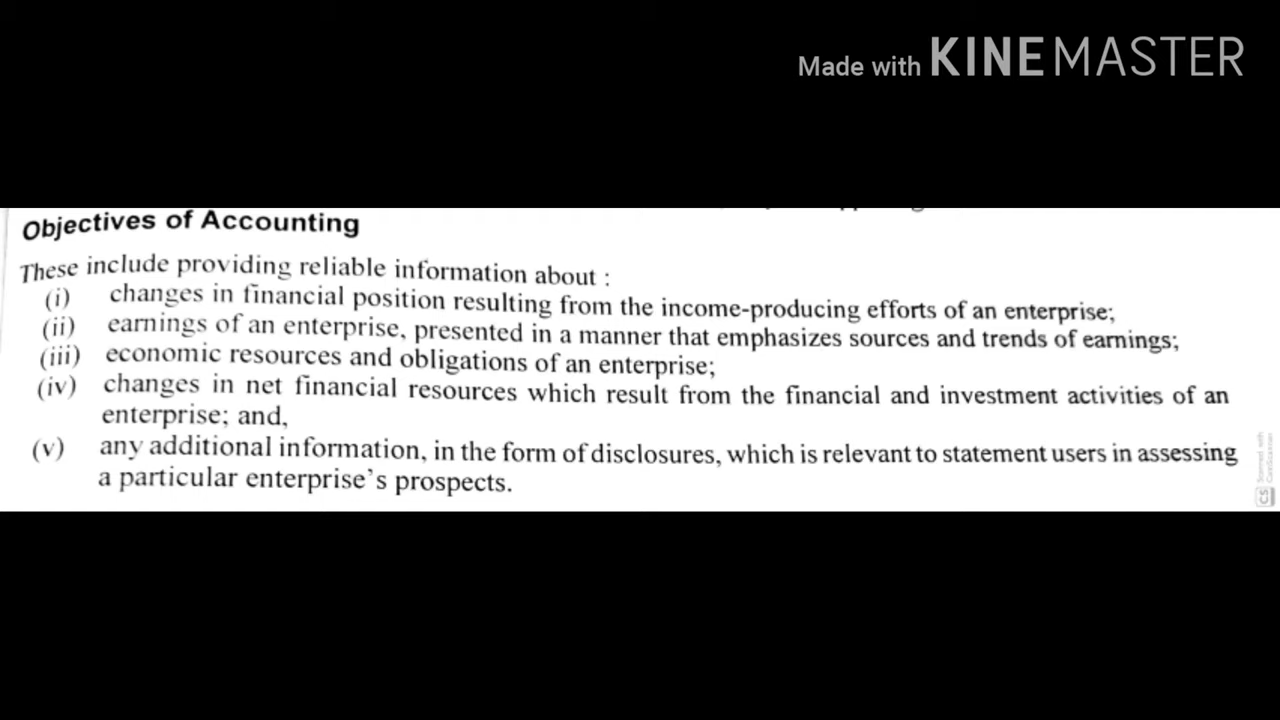 Made with KINEMASTER
Objectives of Accounting
These include providing reliable information about :
(i) changes in financial position resulting from the income-producing efforts of an enterprise;
(ii) earnings of an enterprise, presented in a manner that emphasizes sources and trends of earnings;
(iii) economic resources and obligations of an enterprise;
(iv) changes in net financial resources which result from the financial and investment activities of an
enterprise; and,
(v) any additional information, in the form of disclosures, which is relevant to statement users in assessing
a particular enterprise's prospects.
CS
Scanned with
CamScanner